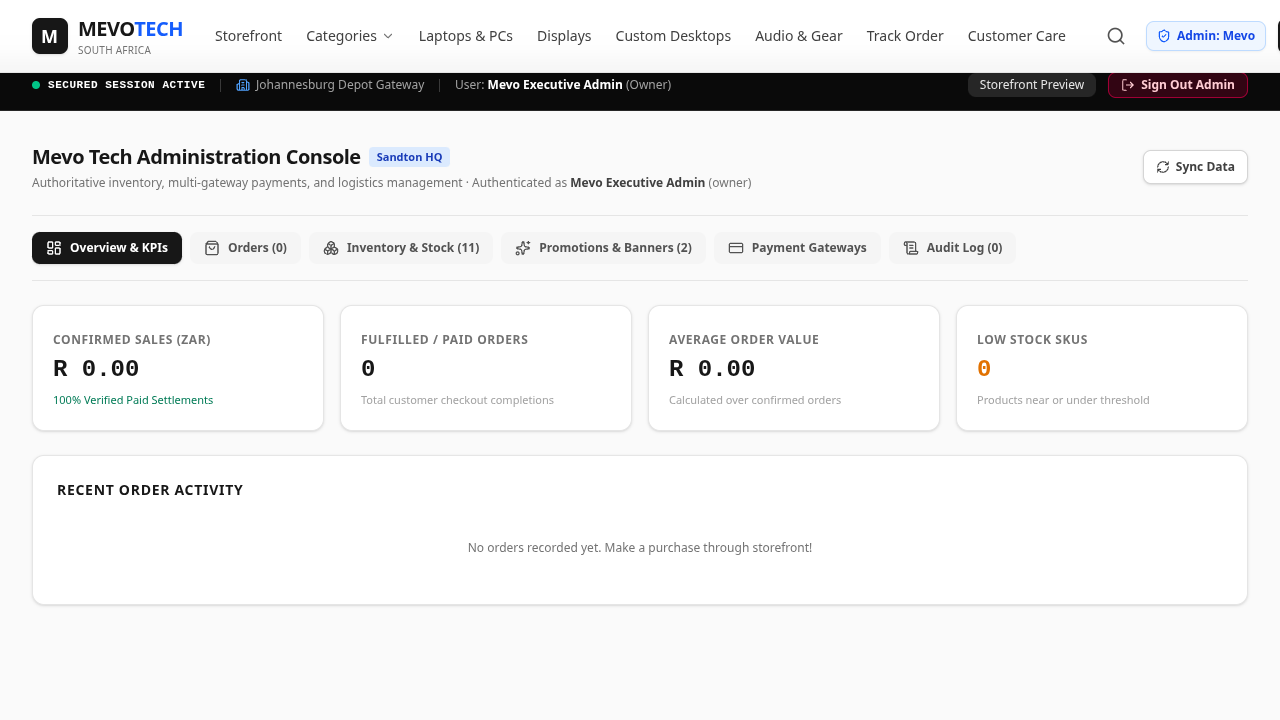 M
MEVOTECH
SOUTH AFRICA
Storefront
Categories
Laptops & PCs
Displays
Custom Desktops
Audio & Gear
Track Order
Customer Care
Admin: Mevo
SECURED SESSION ACTIVE
Johannesburg Depot Gateway
User: Mevo Executive Admin (Owner)
Storefront Preview
Sign Out Admin
Mevo Tech Administration Console
Sandton HQ
Authoritative inventory, multi-gateway payments, and logistics management · Authenticated as Mevo Executive Admin (owner)
Sync Data
Overview & KPIs
Orders (0)
Inventory & Stock (11)
Promotions & Banners (2)
Payment Gateways
Audit Log (0)
CONFIRMED SALES (ZAR)
R 0.00
100% Verified Paid Settlements
FULFILLED / PAID ORDERS
0
Total customer checkout completions
AVERAGE ORDER VALUE
R 0.00
Calculated over confirmed orders
LOW STOCK SKUS
0
Products near or under threshold
RECENT ORDER ACTIVITY
No orders recorded yet. Make a purchase through storefront!